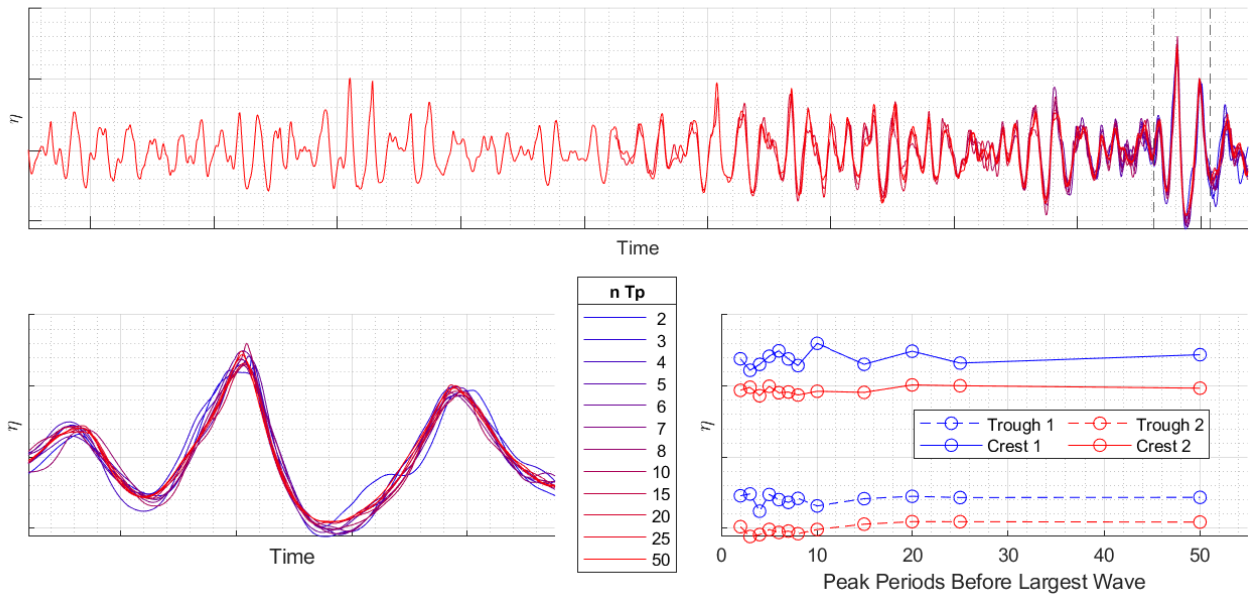 η
Time
η
Time
n Tp
2
3
4
5
6
7
8
10
15
20
25
50
η
Trough 1 Trough 2
Crest 1 Crest 2
0 10 20 30 40 50
Peak Periods Before Largest Wave